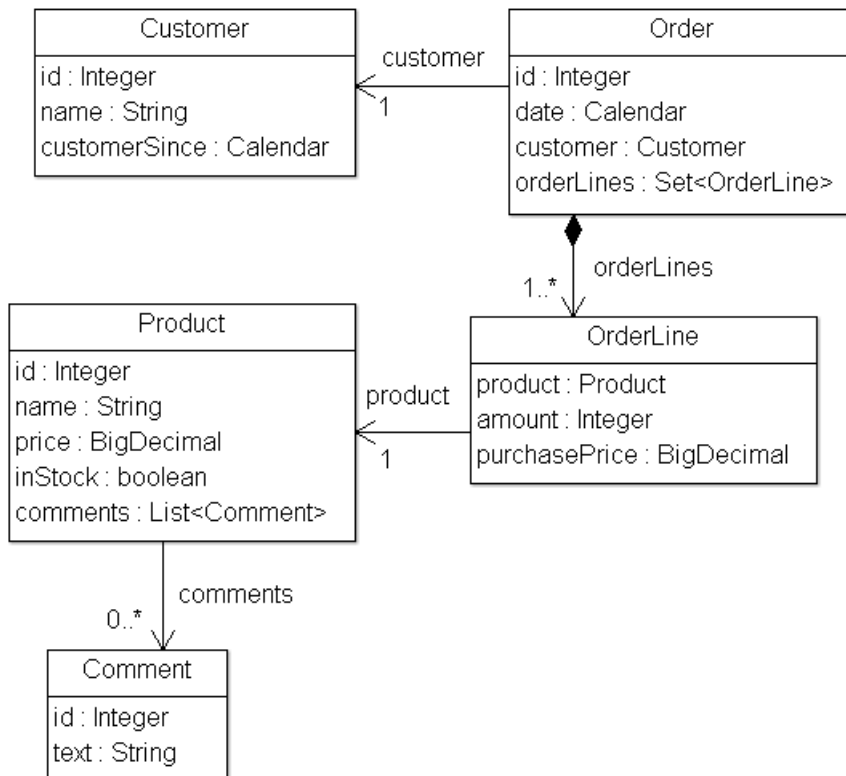 Customer
id : Integer
name : String
customerSince : Calendar
customer
1
Order
id : Integer
date : Calendar
customer : Customer
orderLines : Set<OrderLine>
orderLines
1..*
Product
id : Integer
name : String
price : BigDecimal
inStock : boolean
comments : List<Comment>
product
1
OrderLine
product : Product
amount : Integer
purchasePrice : BigDecimal
comments
0..*
Comment
id : Integer
text : String